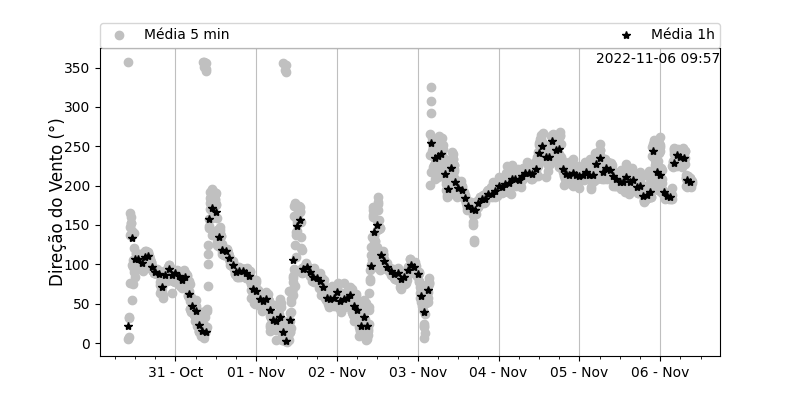 Média 5 min
Média 1h
2022-11-06 09:57
Direção do Vento (°)
350
300
250
200
150
100
50
0
31 - Oct
01 - Nov
02 - Nov
03 - Nov
04 - Nov
05 - Nov
06 - Nov